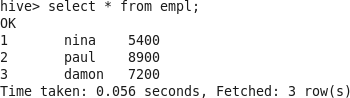 hive> select * from empl;
OK
1	nina	5400
2	paul	8900
3	damon	7200
Time taken: 0.056 seconds, Fetched: 3 row(s)